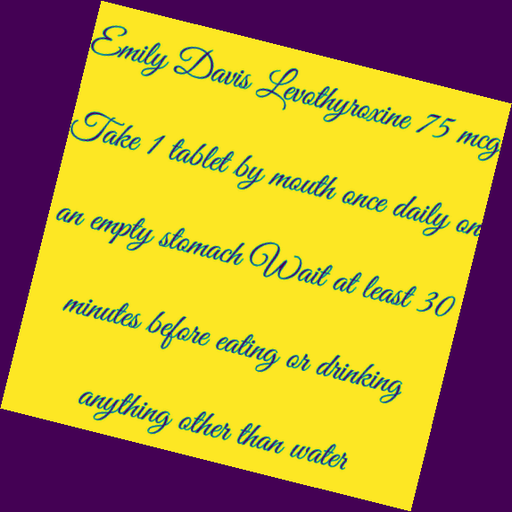 Emily Davis Levothyroxine 75 mcg
Take 1 tablet by mouth once daily on
an empty stomach Wait at least 30
minutes before eating or drinking
anything other than water